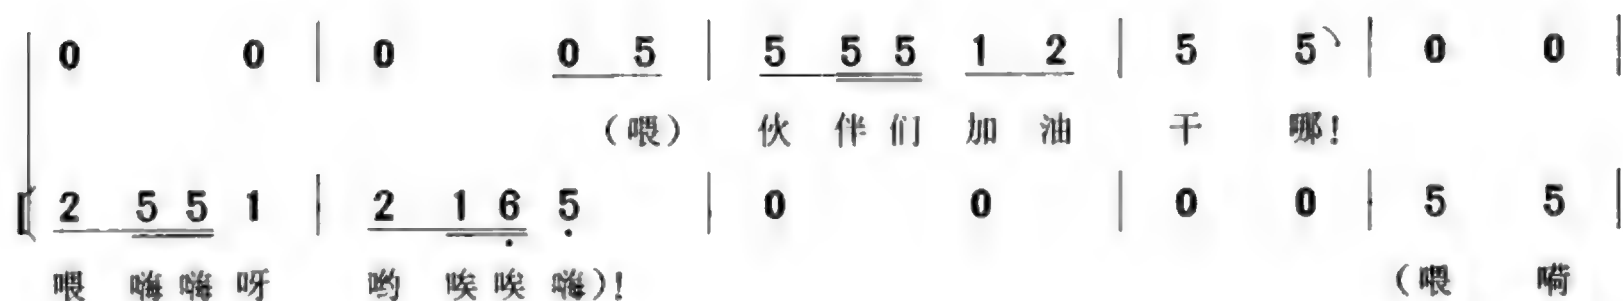 0 0 | 0 0 5 | 5 5 5 1 2 | 5 5 | 0 0 |
（喂） 伙 伴 们 加 油 干 哪！
2 5 5 1 | 2 1 6 5 | 0 0 | 0 0 | 5 5 |
喂 嗨 嗨 呀 哟 唉 唉 嗨）！ （喂 嗬